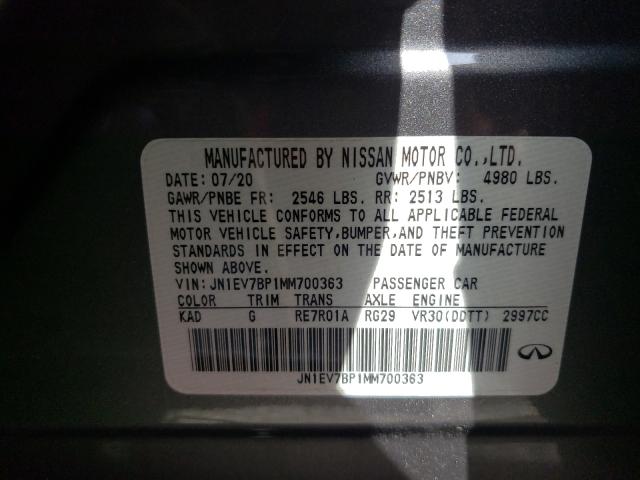 MANUFACTURED BY NISSAN MOTOR CO.,LTD.
DATE: 07/20 GVWR/PNBV: 4980 LBS.
GAWR/PNBE FR: 2546 LBS. RR: 2513 LBS.
THIS VEHICLE CONFORMS TO ALL APPLICABLE FEDERAL
MOTOR VEHICLE SAFETY,BUMPER,AND THEFT PREVENTION
STANDARDS IN EFFECT ON THE DATE OF MANUFACTURE
SHOWN ABOVE.
VIN:JN1EV7BP1MM700363 PASSENGER CAR
COLOR TRIM TRANS AXLE ENGINE
KAD G RE7R01A RG29 VR30(DDTT) 2997CC
JN1EV7BP1MM700363